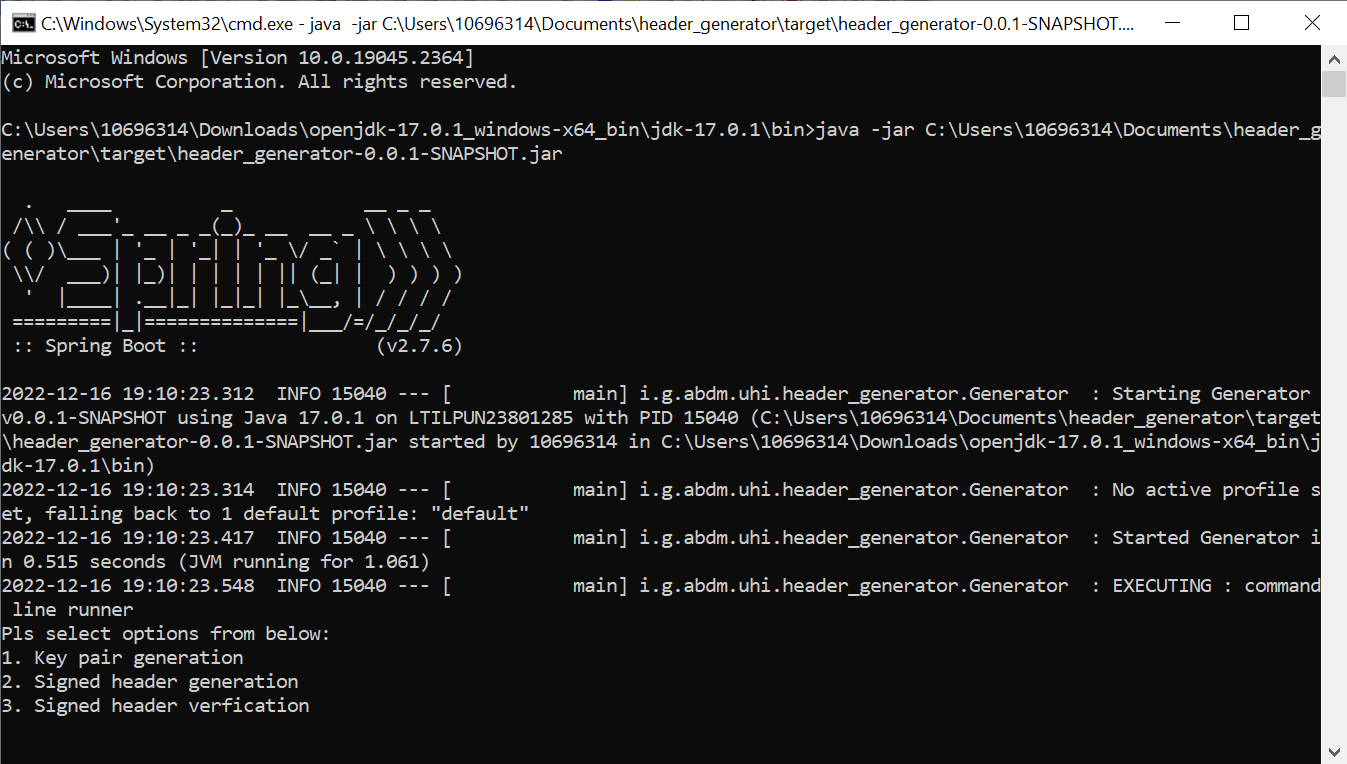 C:\Windows\System32\cmd.exe - java  -jar C:\Users\10696314\Documents\header_generator\target\header_generator-0.0.1-SNAPSHOT....
Microsoft Windows [Version 10.0.19045.2364]
(c) Microsoft Corporation. All rights reserved.
C:\Users\10696314\Downloads\openjdk-17.0.1_windows-x64_bin\jdk-17.0.1\bin>java -jar C:\Users\10696314\Documents\header_g
enerator\target\header_generator-0.0.1-SNAPSHOT.jar
  .   ____          _            __ _ _
 /\\ / ___'_ __ _ _(_)_ __  __ _ \ \ \ \
( ( )\___ | '_ | '_| | '_ \/ _` | \ \ \ \
 \\/  ___)| |_)| | | | | || (_| |  ) ) ) )
  '  |____| .__|_| |_|_| |_\__, | / / / /
 =========|_|==============|___/=/_/_/_/
 :: Spring Boot ::                (v2.7.6)
2022-12-16 19:10:23.312  INFO 15040 --- [           main] i.g.abdm.uhi.header_generator.Generator  : Starting Generator
v0.0.1-SNAPSHOT using Java 17.0.1 on LTILPUN23801285 with PID 15040 (C:\Users\10696314\Documents\header_generator\target
\header_generator-0.0.1-SNAPSHOT.jar started by 10696314 in C:\Users\10696314\Downloads\openjdk-17.0.1_windows-x64_bin\j
dk-17.0.1\bin)
2022-12-16 19:10:23.314  INFO 15040 --- [           main] i.g.abdm.uhi.header_generator.Generator  : No active profile s
et, falling back to 1 default profile: "default"
2022-12-16 19:10:23.417  INFO 15040 --- [           main] i.g.abdm.uhi.header_generator.Generator  : Started Generator i
n 0.515 seconds (JVM running for 1.061)
2022-12-16 19:10:23.548  INFO 15040 --- [           main] i.g.abdm.uhi.header_generator.Generator  : EXECUTING : command
 line runner
Pls select options from below:
1. Key pair generation
2. Signed header generation
3. Signed header verfication